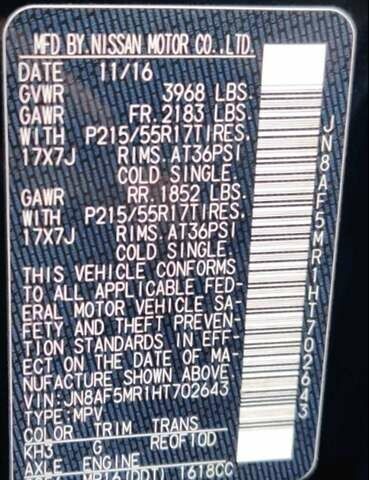 MFD BY.NISSAN MOTOR CO.,LTD.
DATE 11/16
GVWR 3968 LBS.
GAWR FR.2183 LBS.
WITH P215/55R17TIRES,
17X7J RIMS.AT36PSI
COLD SINGLE.
GAWR RR.1852 LBS.
WITH P215/55R17TIRES,
17X7J RIMS.AT36PSI
COLD SINGLE.
THIS VEHICLE CONFORMS
TO ALL APPLICABLE FED-
ERAL MOTOR VEHICLE SA-
FETY AND THEFT PREVEN-
TION STANDARDS IN EFF-
ECT ON THE DATE OF MA-
NUFACTURE SHOWN ABOVE.
VIN:JN8AF5MR1HT702643
TYPE:MPV
COLOR TRIM TRANS
KH3 G RE0F10D
AXLE ENGINE
MR16(DDT) 1618CC
JN8AF5MR1HT702643